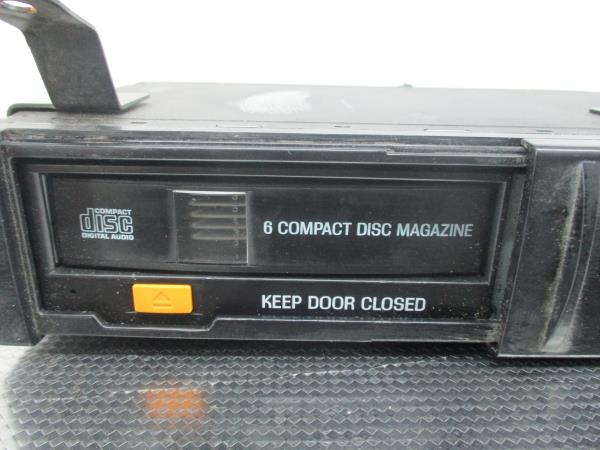 COMPACT
disc
DIGITAL AUDIO
6 COMPACT DISC MAGAZINE
KEEP DOOR CLOSED